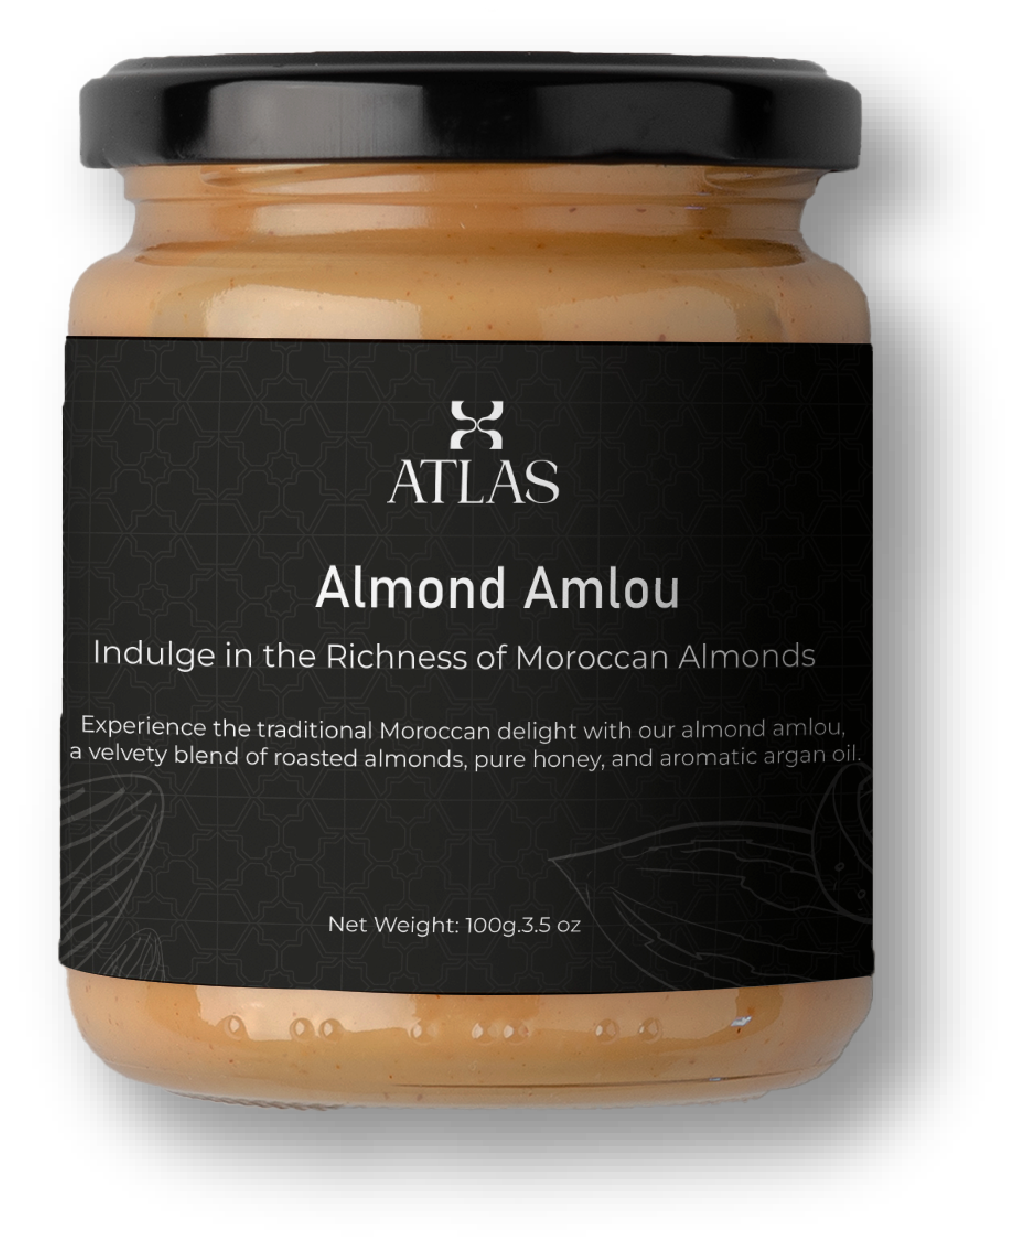 ATLAS
Almond Amlou
Indulge in the Richness of Moroccan Almonds
Experience the traditional Moroccan delight with our almond amlou,
a velvety blend of roasted almonds, pure honey, and aromatic argan oil.
Net Weight: 100g.3.5 oz